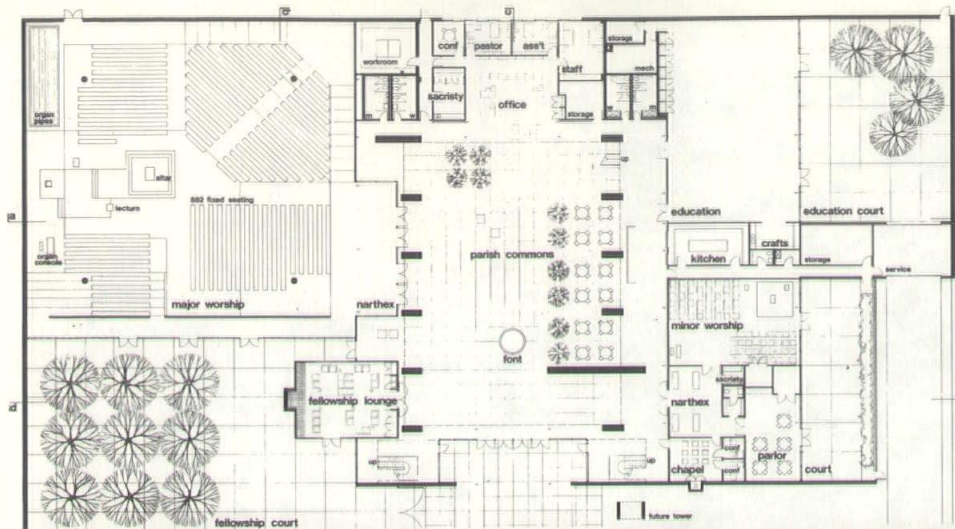 conf
pastor
ass't
storage
workroom
staff
mech
sacristy
office
w
m
m
w
storage
organ pipes
up
altar
lecturn
882 fixed seating
education
education court
parish commons
crafts
kitchen
storage
organ console
service
major worship
narthex
minor worship
font
sacristy
fellowship lounge
narthex
up
up
chapel
conf
conf
parlor
court
future tower
fellowship court